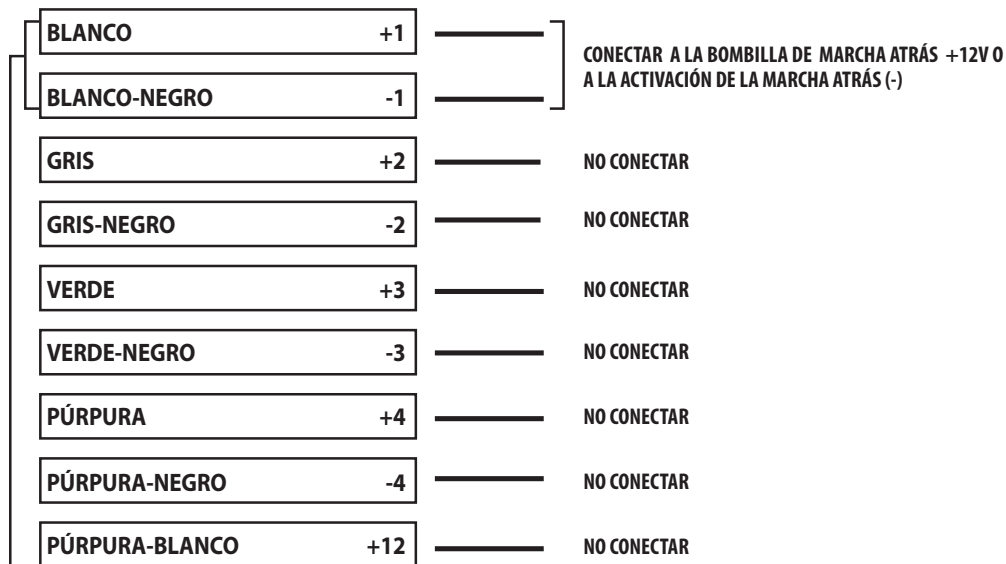 BLANCO +1
CONECTAR A LA BOMBILLA DE MARCHA ATRÁS +12V O
A LA ACTIVACIÓN DE LA MARCHA ATRÁS (-)
BLANCO-NEGRO -1
GRIS +2 NO CONECTAR
GRIS-NEGRO -2 NO CONECTAR
VERDE +3 NO CONECTAR
VERDE-NEGRO -3 NO CONECTAR
PÚRPURA +4 NO CONECTAR
PÚRPURA-NEGRO -4 NO CONECTAR
PÚRPURA-BLANCO +12 NO CONECTAR